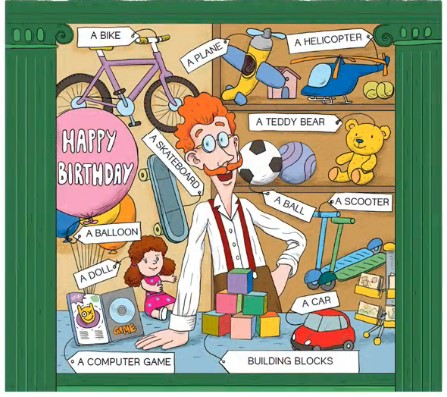 A BIKE
A PLANE
A HELICOPTER
A TEDDY BEAR
HAPPY
BIRTHDAY
A SKATEBOARD
A BALL
A SCOOTER
A BALLOON
A DOLL
GAME
A CAR
A COMPUTER GAME
BUILDING BLOCKS